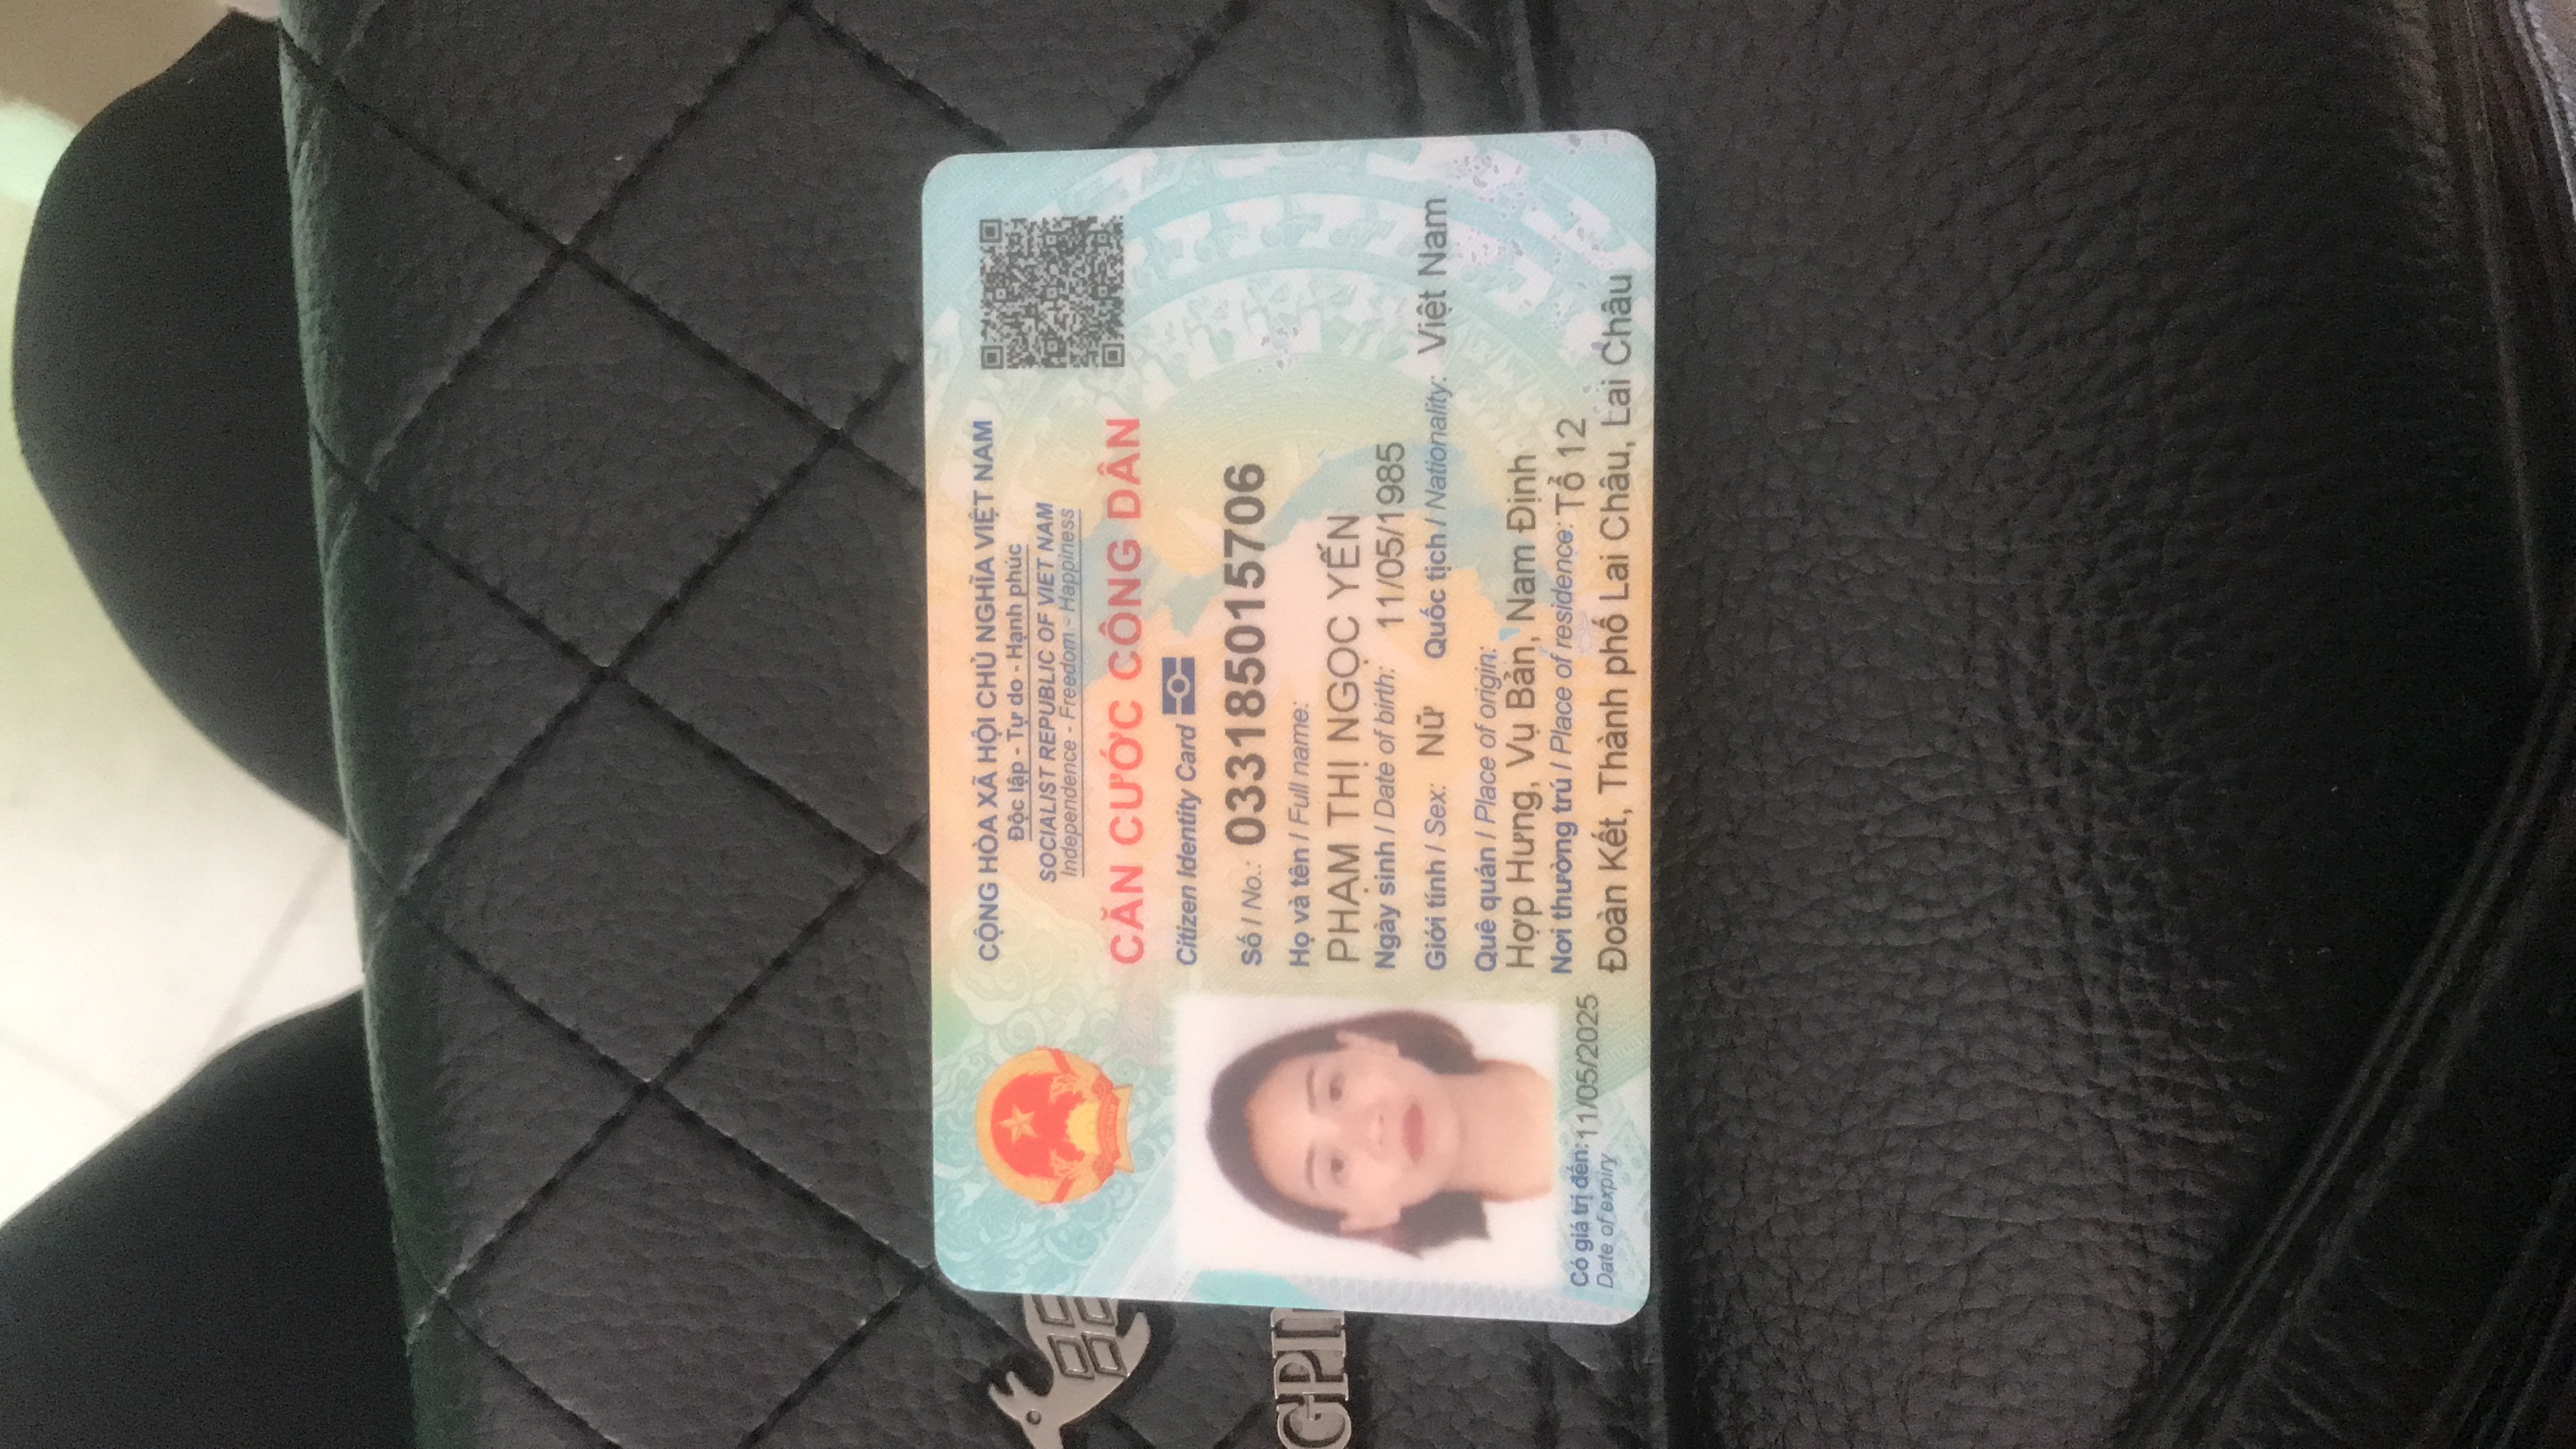 CỘNG HÒA XÃ HỘI CHỦ NGHĨA VIỆT NAM
Độc lập - Tự do - Hạnh phúc
SOCIALIST REPUBLIC OF VIET NAM
Independence - Freedom - Happiness
CĂN CƯỚC CÔNG DÂN
Citizen Identity Card
Số / No.: 033185015706
Họ và tên / Full name:
PHẠM THỊ NGỌC YẾN
Ngày sinh / Date of birth: 11/05/1985
Giới tính / Sex: Nữ Quốc tịch / Nationality: Việt Nam
Quê quán / Place of origin:
Hợp Hưng, Vụ Bản, Nam Định
Nơi thường trú / Place of residence: Tổ 12
Đoàn Kết, Thành phố Lai Châu, Lai Châu
Có giá trị đến: 11/05/2025
Date of expiry